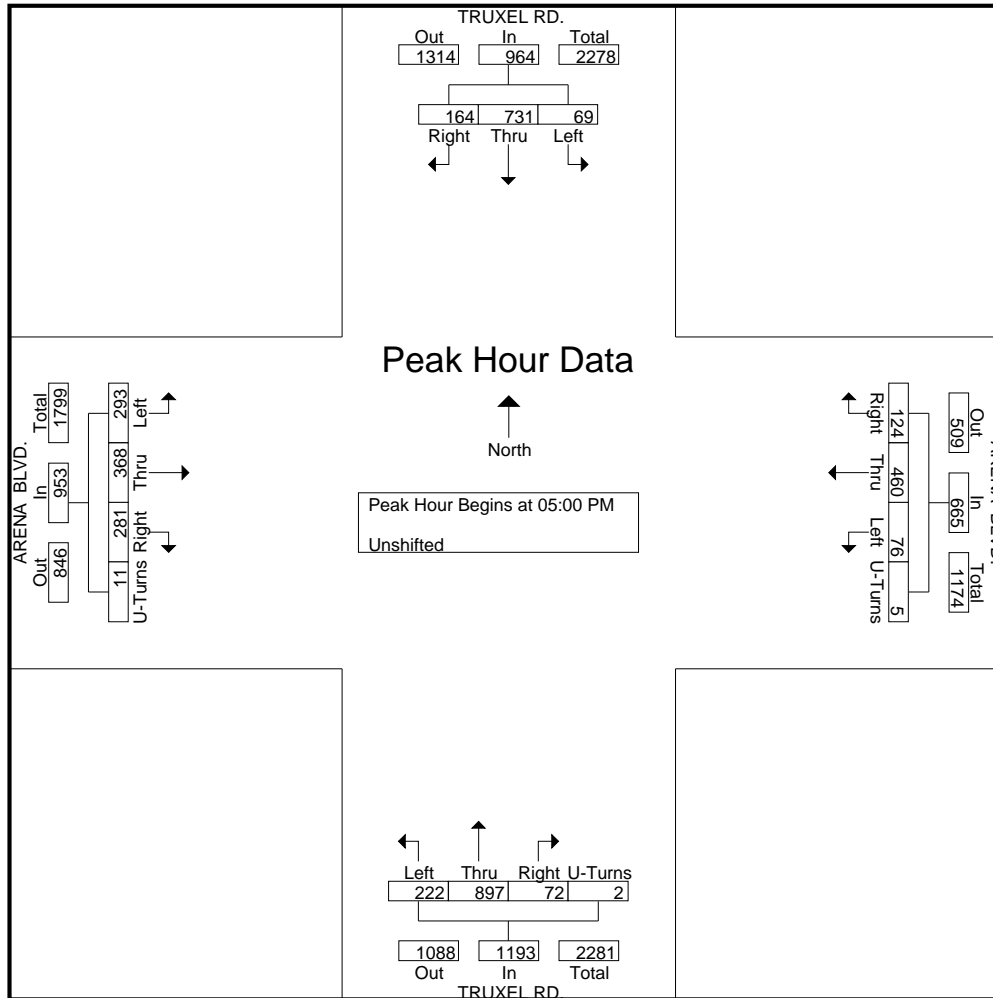 TRUXEL RD.
Out In Total
1314 964 2278
164 731 69
Right Thru Left
Peak Hour Data
North
Peak Hour Begins at 05:00 PM
Unshifted
ARENA BLVD.
Out In Total
846 953 1799
U-Turns Right Thru Left
11 281 368 293
Out In Total
509 665 1174
Right Thru Left U-Turns
124 460 76 5
Left Thru Right U-Turns
222 897 72 2
1088 1193 2281
Out In Total
TRUXEL RD.